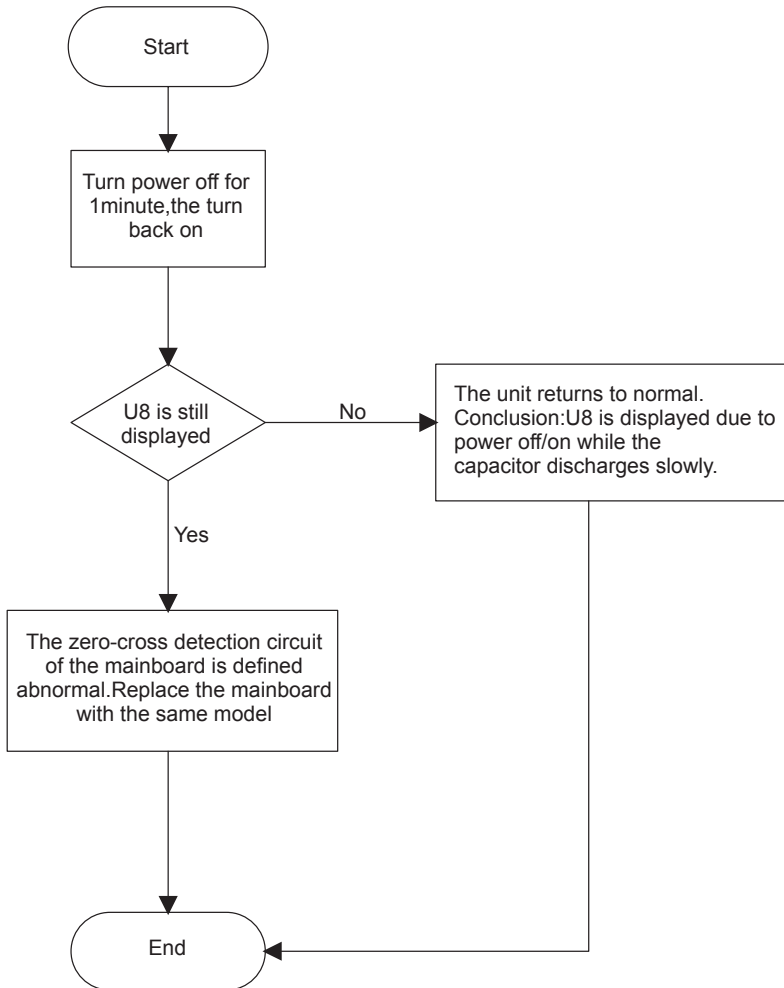 Start
Turn power off for
1minute,the turn
back on
U8 is still
displayed
No
The unit returns to normal.
Conclusion:U8 is displayed due to
power off/on while the
capacitor discharges slowly.
Yes
The zero-cross detection circuit
of the mainboard is defined
abnormal.Replace the mainboard
with the same model
End